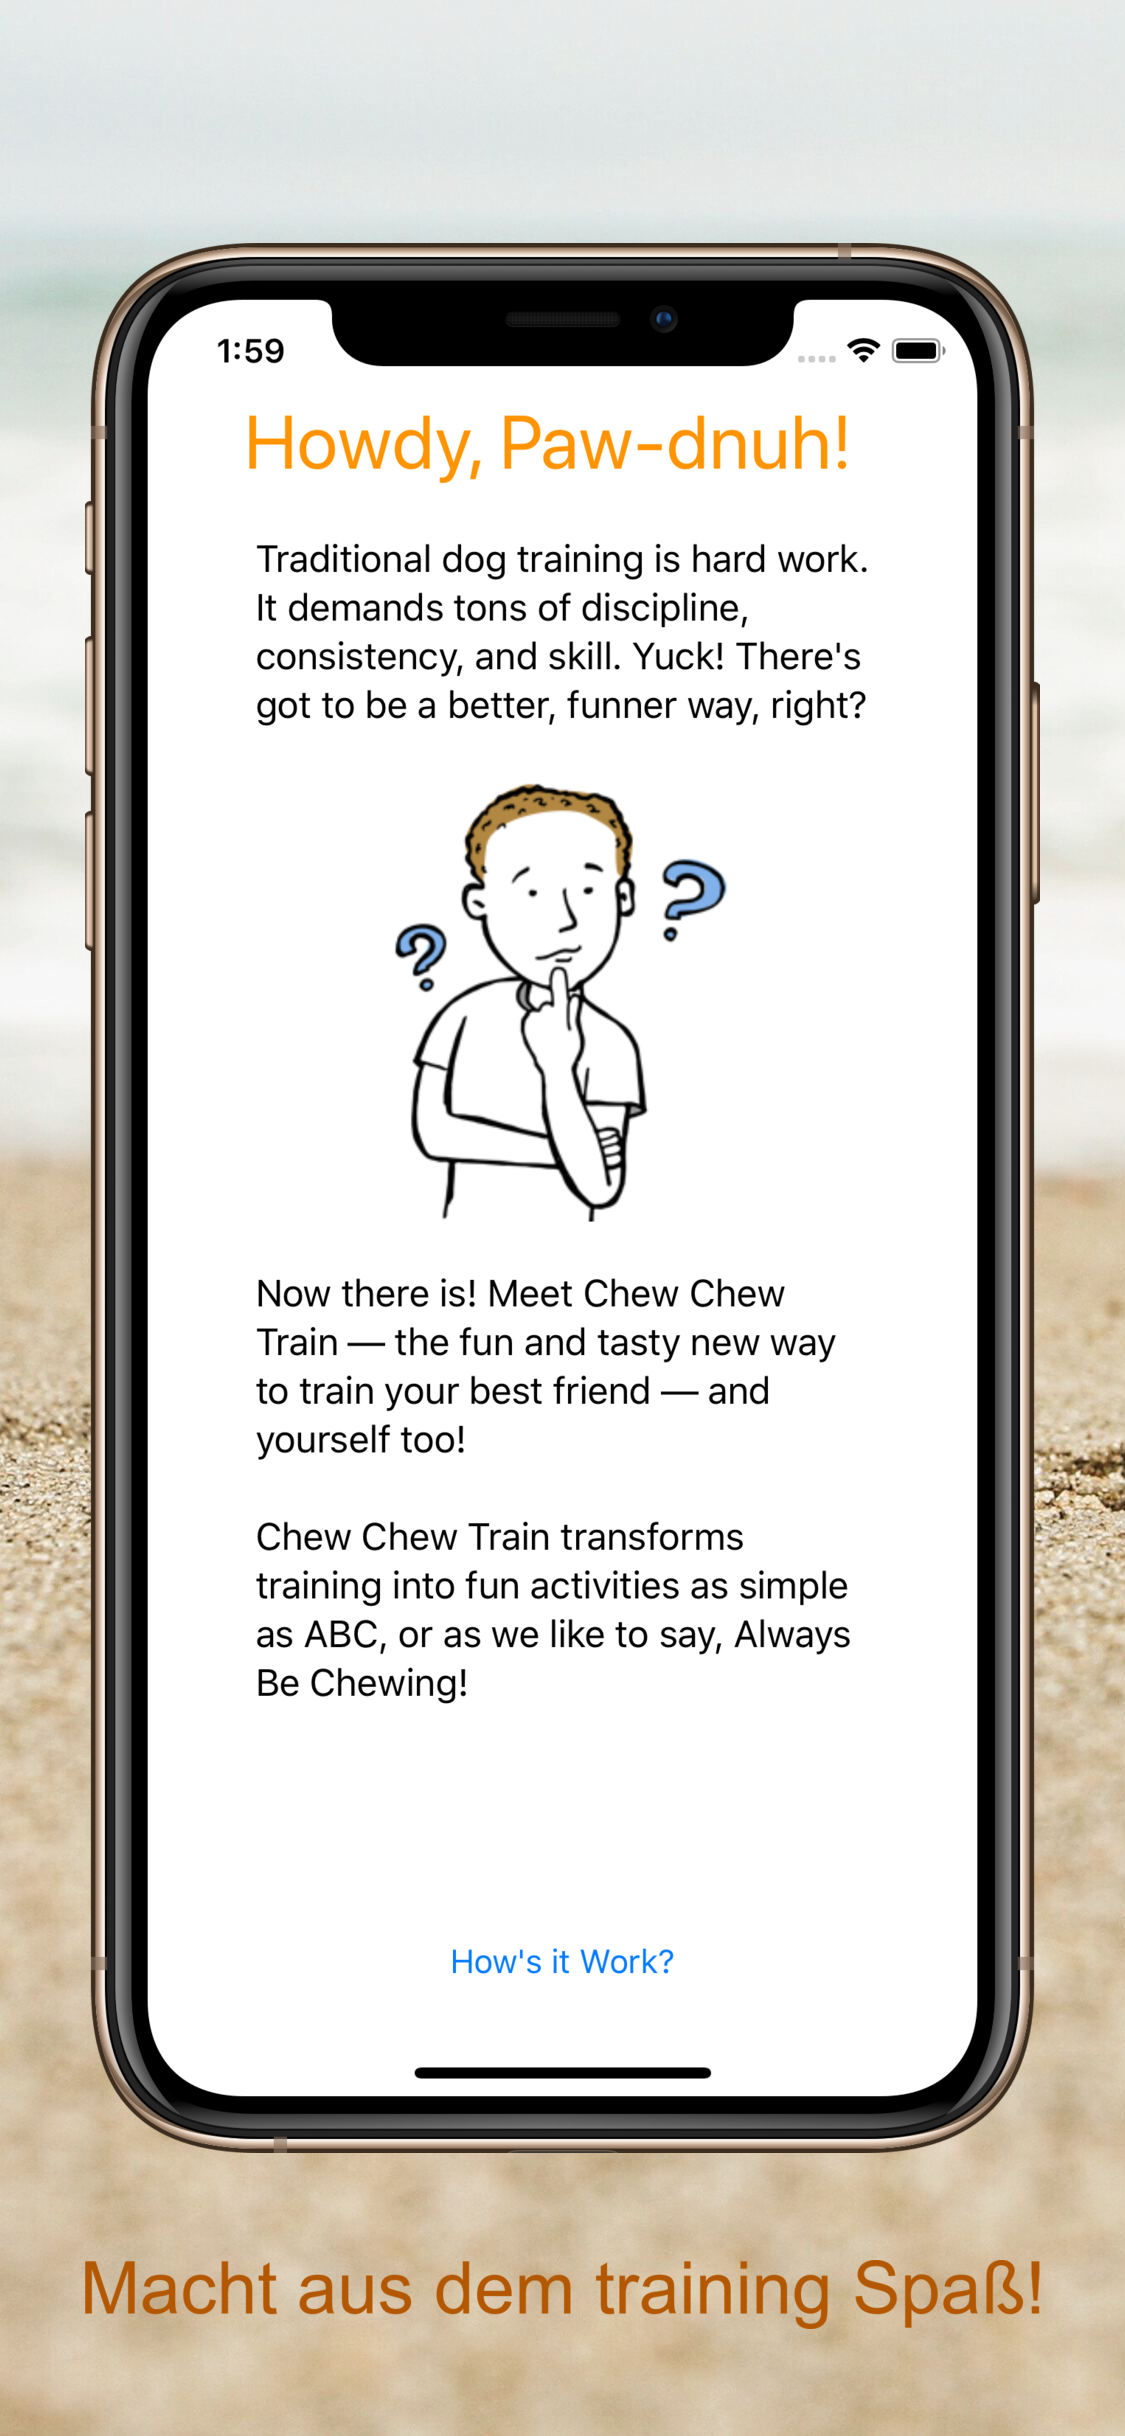 1:59
Howdy, Paw-dnuh!
Traditional dog training is hard work.
It demands tons of discipline,
consistency, and skill. Yuck! There's
got to be a better, funner way, right?
?
?
Now there is! Meet Chew Chew
Train — the fun and tasty new way
to train your best friend — and
yourself too!
Chew Chew Train transforms
training into fun activities as simple
as ABC, or as we like to say, Always
Be Chewing!
How's it Work?
Macht aus dem training Spaß!